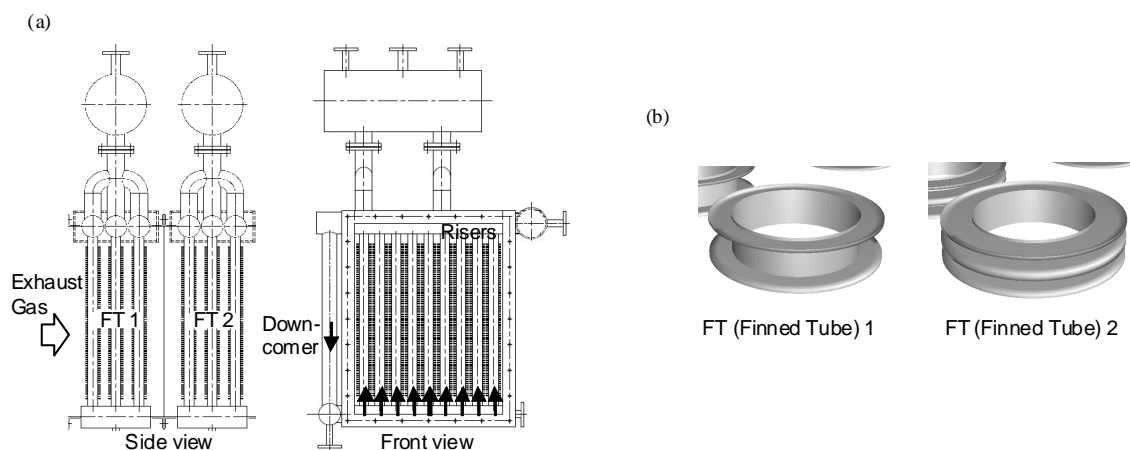 (a)
Exhaust
Gas
FT 1
FT 2
Side view
Risers
Down-
comer
Front view
(b)
FT (Finned Tube) 1
FT (Finned Tube) 2